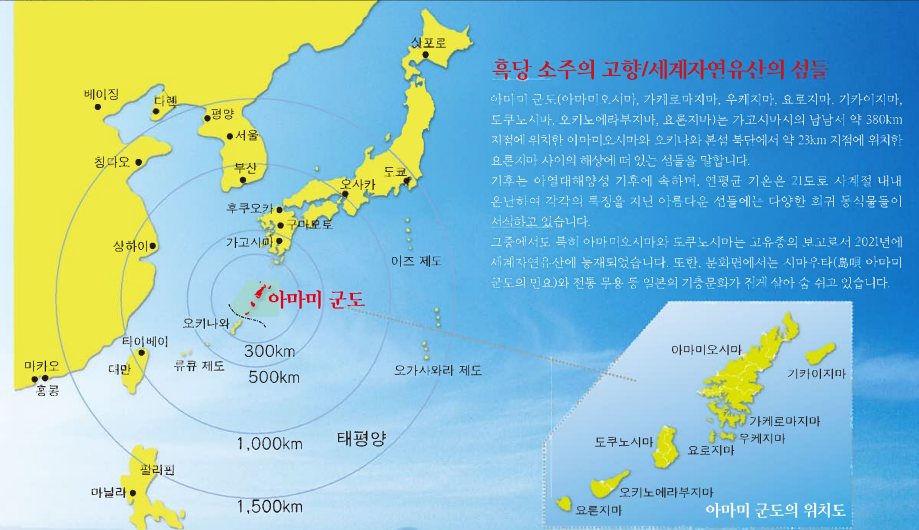 흑당 소주의 고향/세계자연유산의 섬들
아마미 군도(아마미오시마, 가케로마지마, 우케지마, 요로지마. 기카이지마,
도쿠노시마, 오키노에라부지마, 요론지마)는 가고시마시의 남남서 약 380km
지점에 위치한 아마미오시마와 오키나와 본섬 북단에서 약 23km 지점에 위치한
요론지마 사이의 해상에 떠 있는 섬들을 말합니다.
기후는 아열대해양성 기후에 속하며, 연평균 기온은 21도로 사계절 내내
온난하여 각각의 특징을 지닌 아름다운 섬들에는 다양한 희귀 동식물들이
서식하고 있습니다.
그중에서도 특히 아마미오시마와 도쿠노시마는 고유종의 보고로서 2021년에
세계자연유산에 등재되었습니다. 또한, 문화면에서는 시마우타(島唄 아마미
군도의 민요)와 전통 무용 등 일본의 기층문화가 짙게 살아 숨 쉬고 있습니다.
삿포로
베이징
다롄
평양
서울
칭다오
부산
도쿄
오사카
후쿠오카
구마모토
가고시마
상하이
이즈 제도
아마미 군도
오키나와
타이베이
300km
류큐 제도
대만
500km
오가사와라 제도
마카오
홍콩
1,000km
태평양
필리핀
마닐라
1,500km
아마미오시마
기카이지마
가케로마지마
우케지마
요로지마
도쿠노시마
오키노에라부지마
요론지마
아마미 군도의 위치도